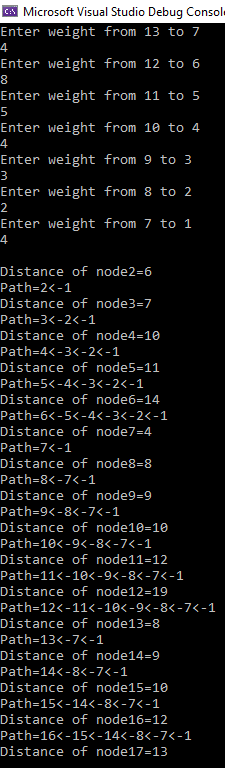 Microsoft Visual Studio Debug Consol
Enter weight from 13 to 7
4
Enter weight from 12 to 6
8
Enter weight from 11 to 5
5
Enter weight from 10 to 4
4
Enter weight from 9 to 3
3
Enter weight from 8 to 2
2
Enter weight from 7 to 1
4
Distance of node2=6
Path=2<-1
Distance of node3=7
Path=3<-2<-1
Distance of node4=10
Path=4<-3<-2<-1
Distance of node5=11
Path=5<-4<-3<-2<-1
Distance of node6=14
Path=6<-5<-4<-3<-2<-1
Distance of node7=4
Path=7<-1
Distance of node8=8
Path=8<-7<-1
Distance of node9=9
Path=9<-8<-7<-1
Distance of node10=10
Path=10<-9<-8<-7<-1
Distance of node11=12
Path=11<-10<-9<-8<-7<-1
Distance of node12=19
Path=12<-11<-10<-9<-8<-7<-1
Distance of node13=8
Path=13<-7<-1
Distance of node14=9
Path=14<-8<-7<-1
Distance of node15=10
Path=15<-14<-8<-7<-1
Distance of node16=12
Path=16<-15<-14<-8<-7<-1
Distance of node17=13